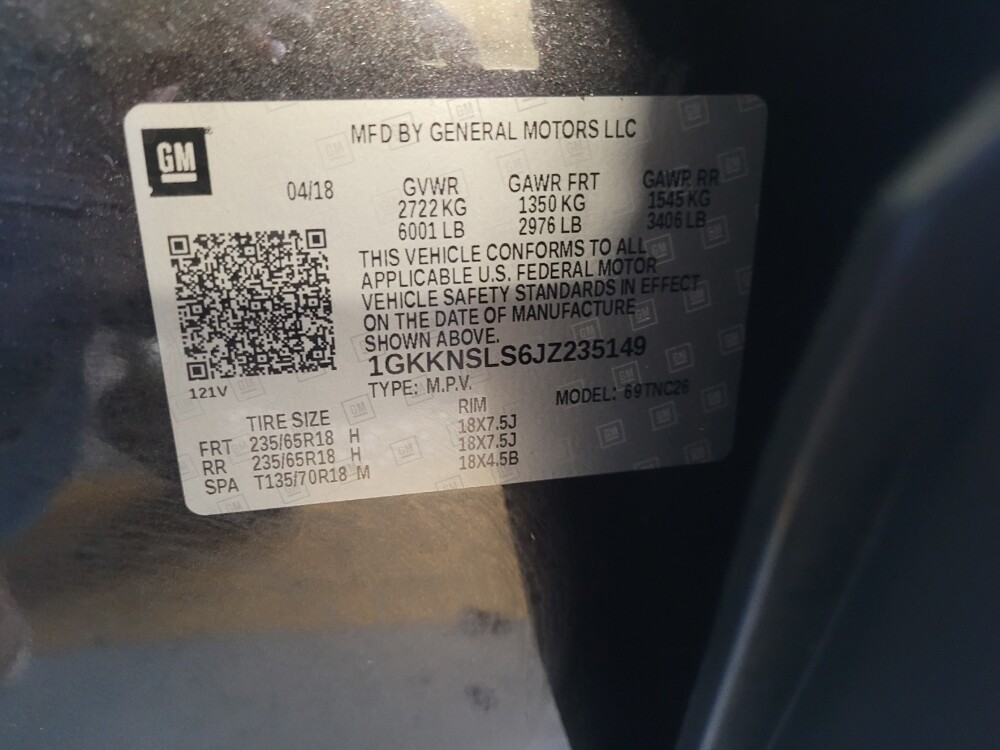 GM
MFD BY GENERAL MOTORS LLC
04/18 GVWR GAWR FRT GAWR RR
2722 KG 1350 KG 1545 KG
6001 LB 2976 LB 3406 LB
THIS VEHICLE CONFORMS TO ALL
APPLICABLE U.S. FEDERAL MOTOR
VEHICLE SAFETY STANDARDS IN EFFECT
ON THE DATE OF MANUFACTURE
SHOWN ABOVE.
1GKKNSLS6JZ235149
121V
TYPE: M.P.V. MODEL: 69TNC26
TIRE SIZE RIM
FRT 235/65R18 H 18X7.5J
RR 235/65R18 H 18X7.5J
SPA T135/70R18 M 18X4.5B